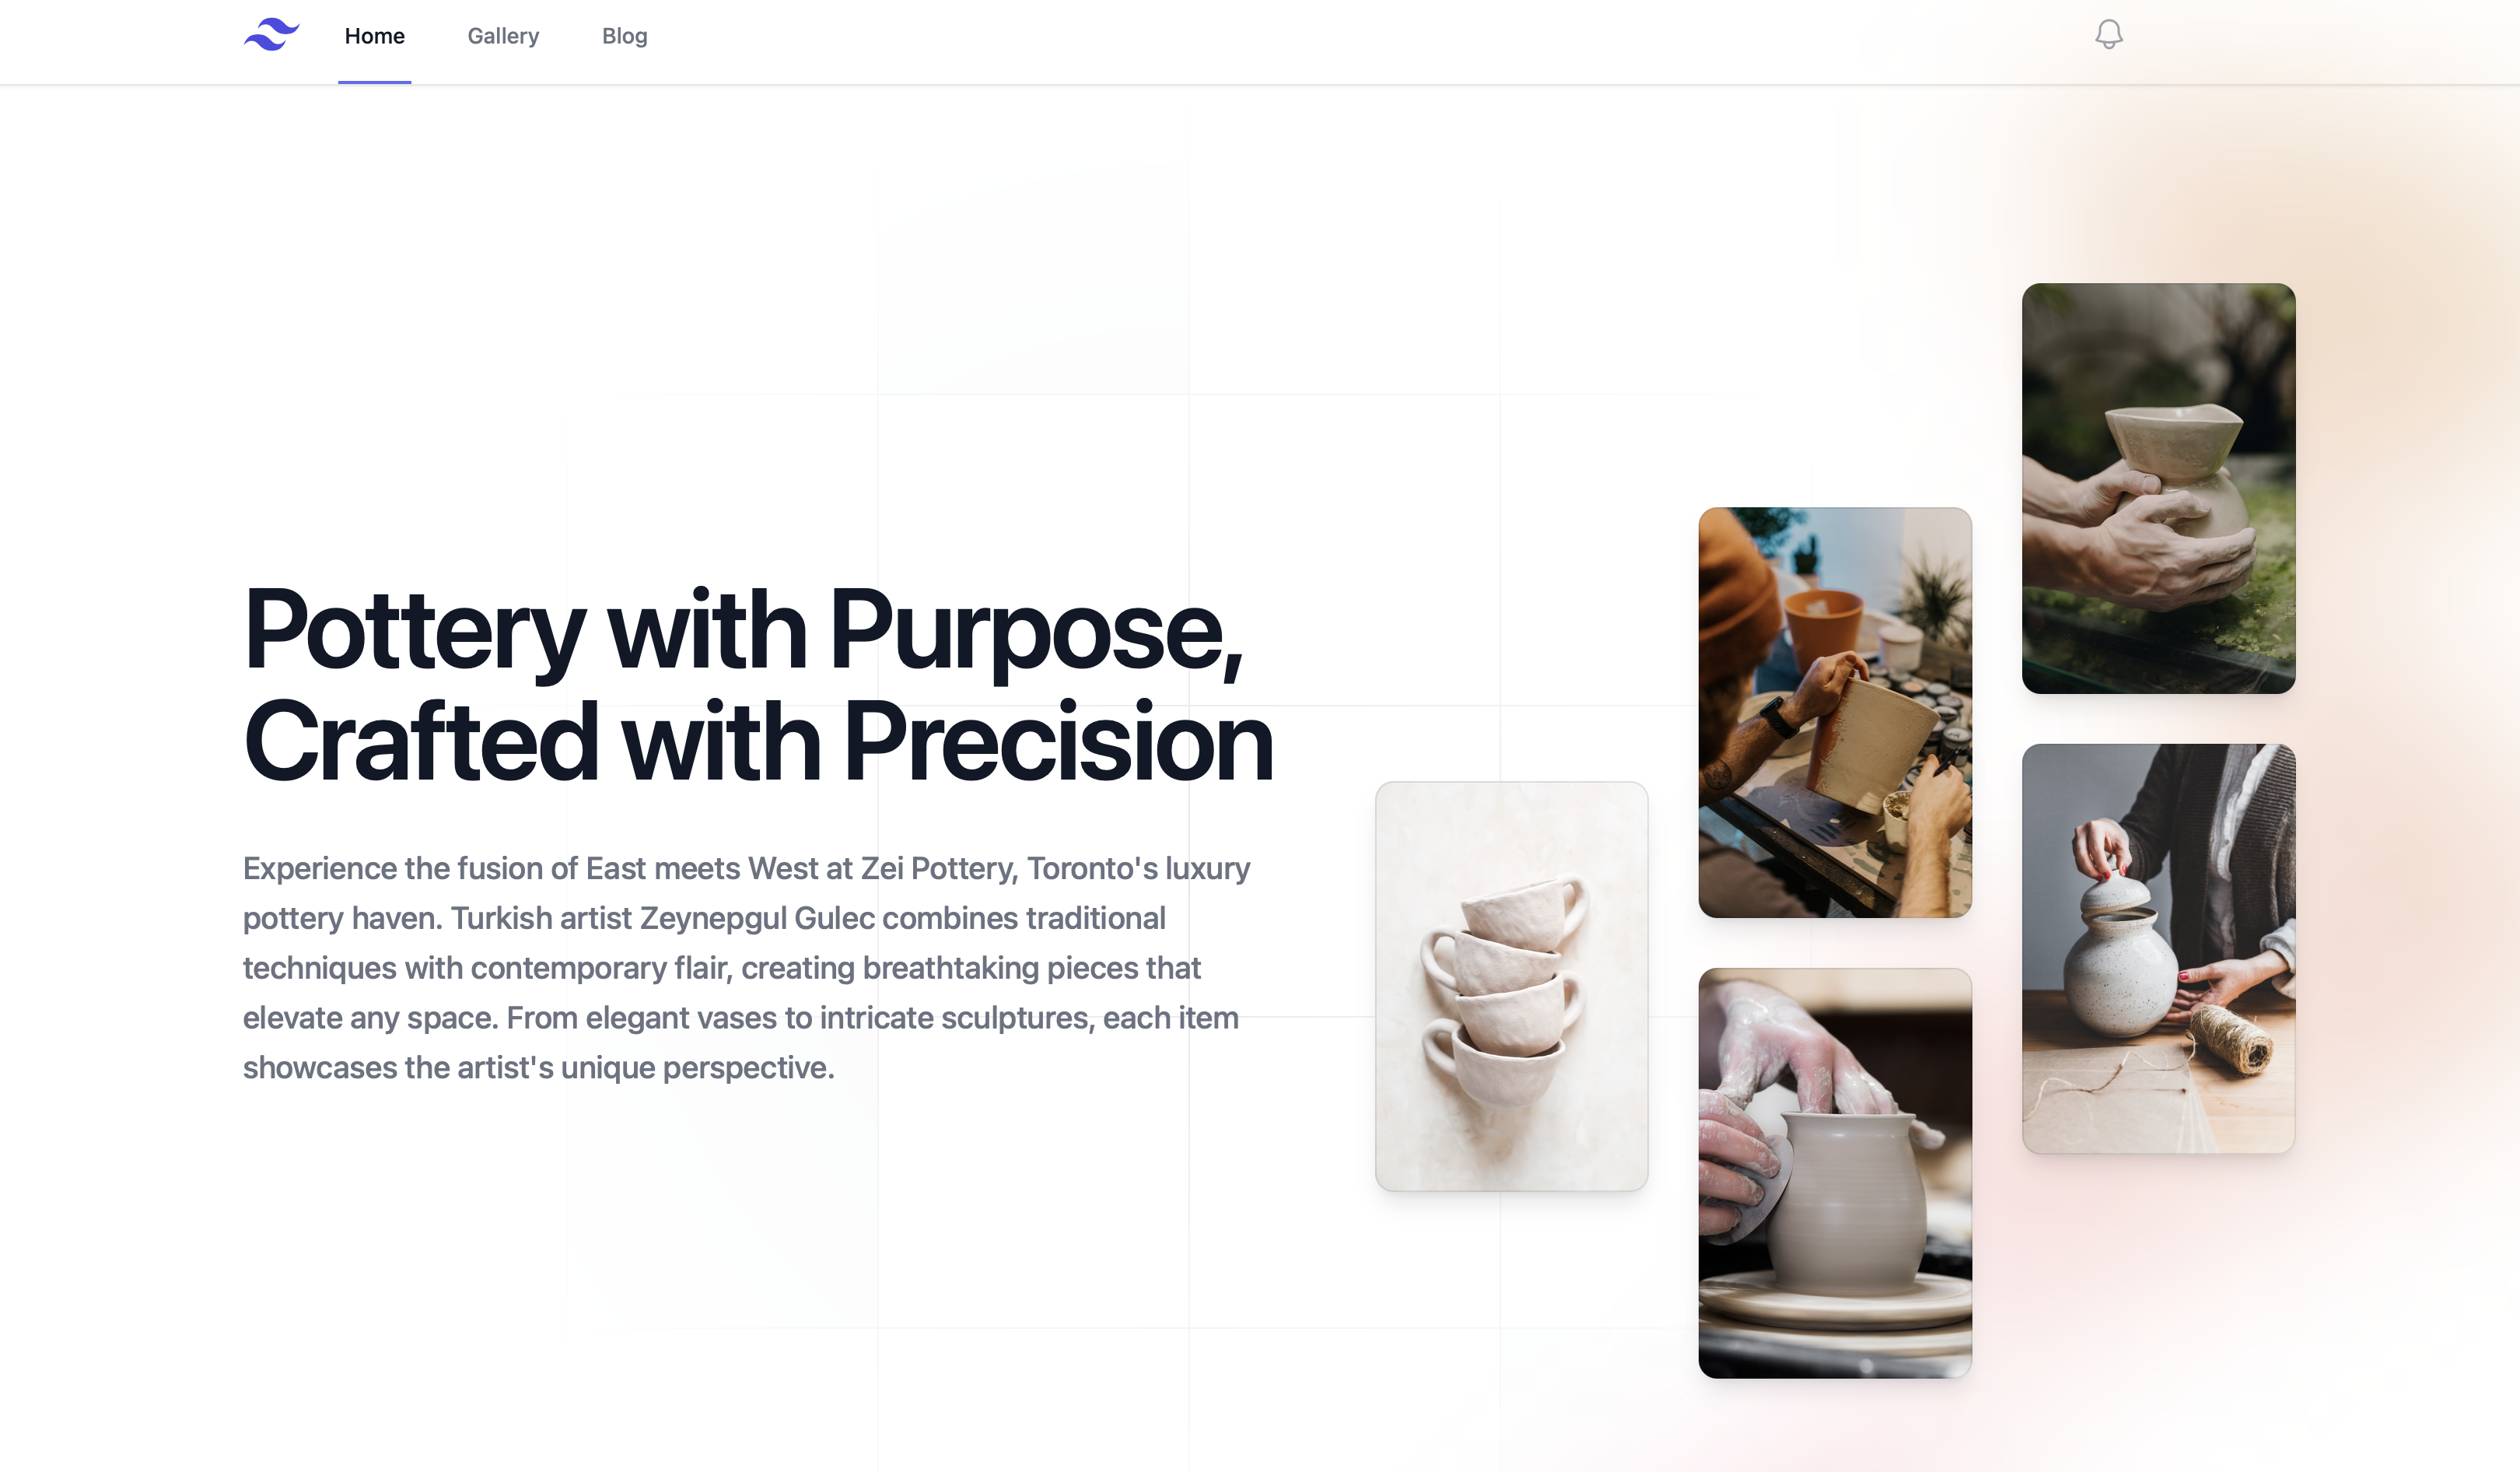 Home Gallery Blog
Pottery with Purpose,
Crafted with Precision
Experience the fusion of East meets West at Zei Pottery, Toronto's luxury
pottery haven. Turkish artist Zeynepgul Gulec combines traditional
techniques with contemporary flair, creating breathtaking pieces that
elevate any space. From elegant vases to intricate sculptures, each item
showcases the artist's unique perspective.